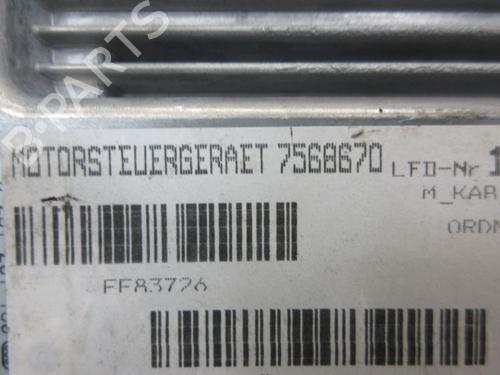 B-PARTS
MOTORSTEUERGERAET 7568670 LFD-Nr 1
M_KAR
ORDN
FF83726